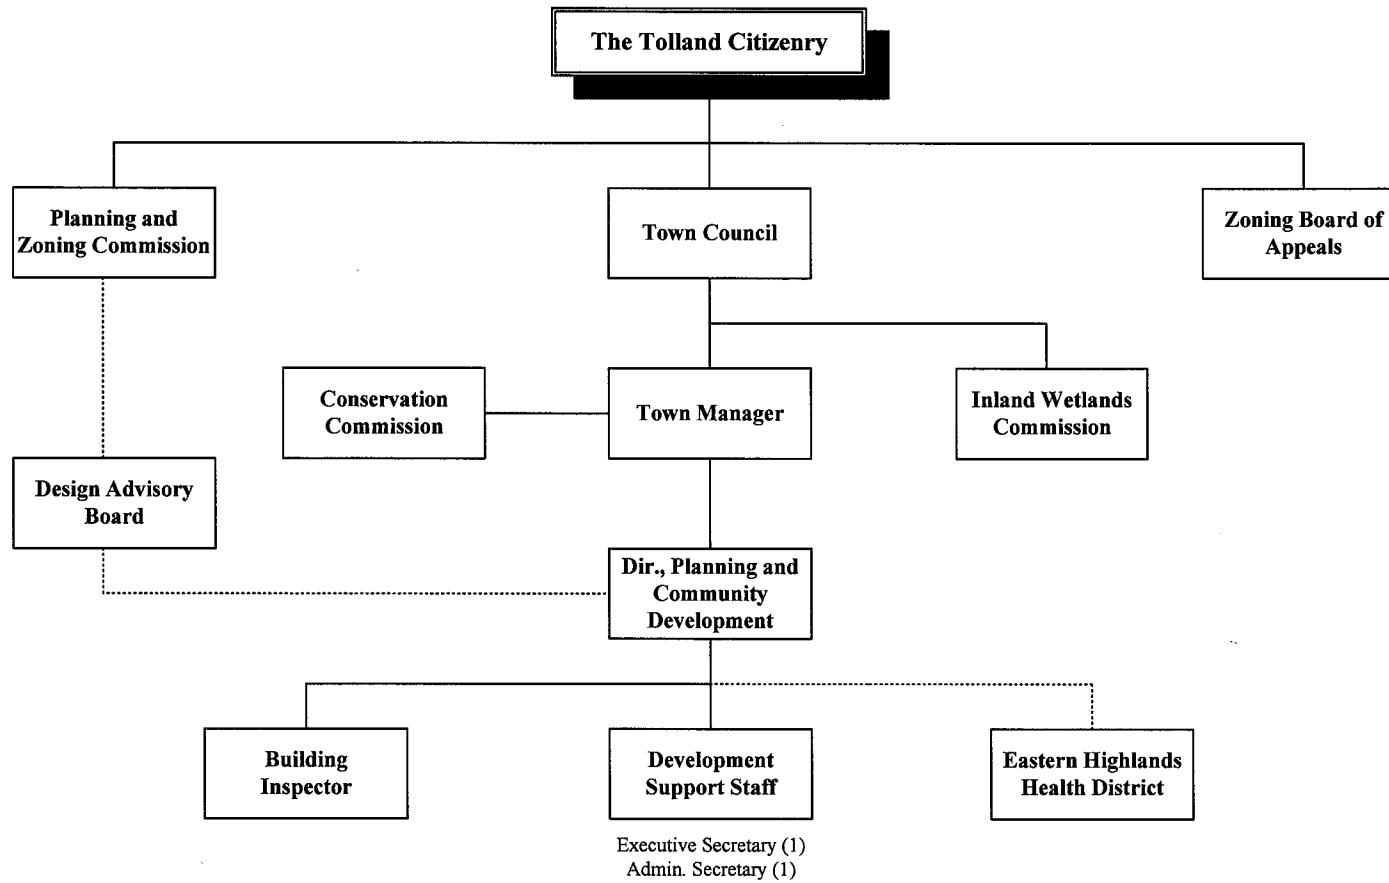 The Tolland Citizenry
Planning and
Zoning Commission
Town Council
Zoning Board of
Appeals
Conservation
Commission
Town Manager
Inland Wetlands
Commission
Design Advisory
Board
Dir., Planning and
Community
Development
Building
Inspector
Development
Support Staff
Eastern Highlands
Health District
Executive Secretary (1)
Admin. Secretary (1)